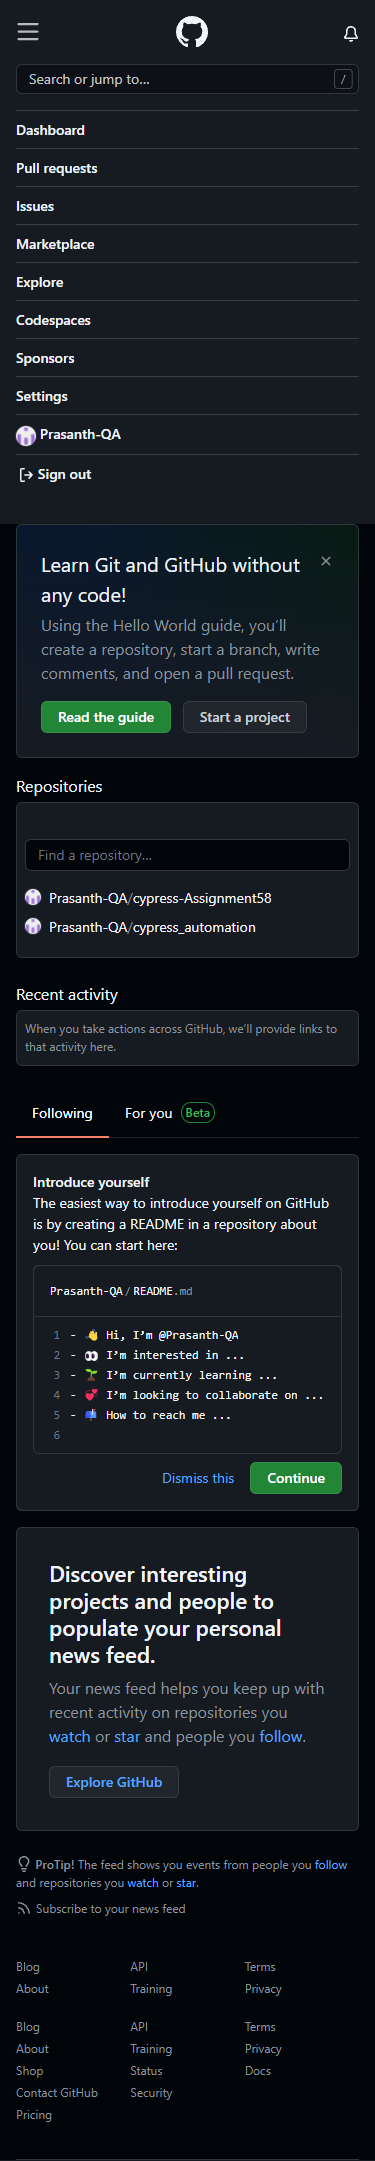 Search or jump to... /
Dashboard
Pull requests
Issues
Marketplace
Explore
Codespaces
Sponsors
Settings
Prasanth-QA
Sign out
Learn Git and GitHub without
any code!
Using the Hello World guide, you’ll
create a repository, start a branch, write
comments, and open a pull request.
Read the guide Start a project
Repositories
Find a repository...
Prasanth-QA/cypress-Assignment58
Prasanth-QA/cypress_automation
Recent activity
When you take actions across GitHub, we’ll provide links to
that activity here.
Following For you Beta
Introduce yourself
The easiest way to introduce yourself on GitHub
is by creating a README in a repository about
you! You can start here:
Prasanth-QA/README.md
1 - 👋 Hi, I’m @Prasanth-QA
2 - 👀 I’m interested in ...
3 - 🌱 I’m currently learning ...
4 - 💞️ I’m looking to collaborate on ...
5 - 📫 How to reach me ...
6
Dismiss this Continue
Discover interesting
projects and people to
populate your personal
news feed.
Your news feed helps you keep up with
recent activity on repositories you
watch or star and people you follow.
Explore GitHub
ProTip! The feed shows you events from people you follow
and repositories you watch or star.
Subscribe to your news feed
Blog API Terms
About Training Privacy
Blog API Terms
About Training Privacy
Shop Status Docs
Contact GitHub Security
Pricing